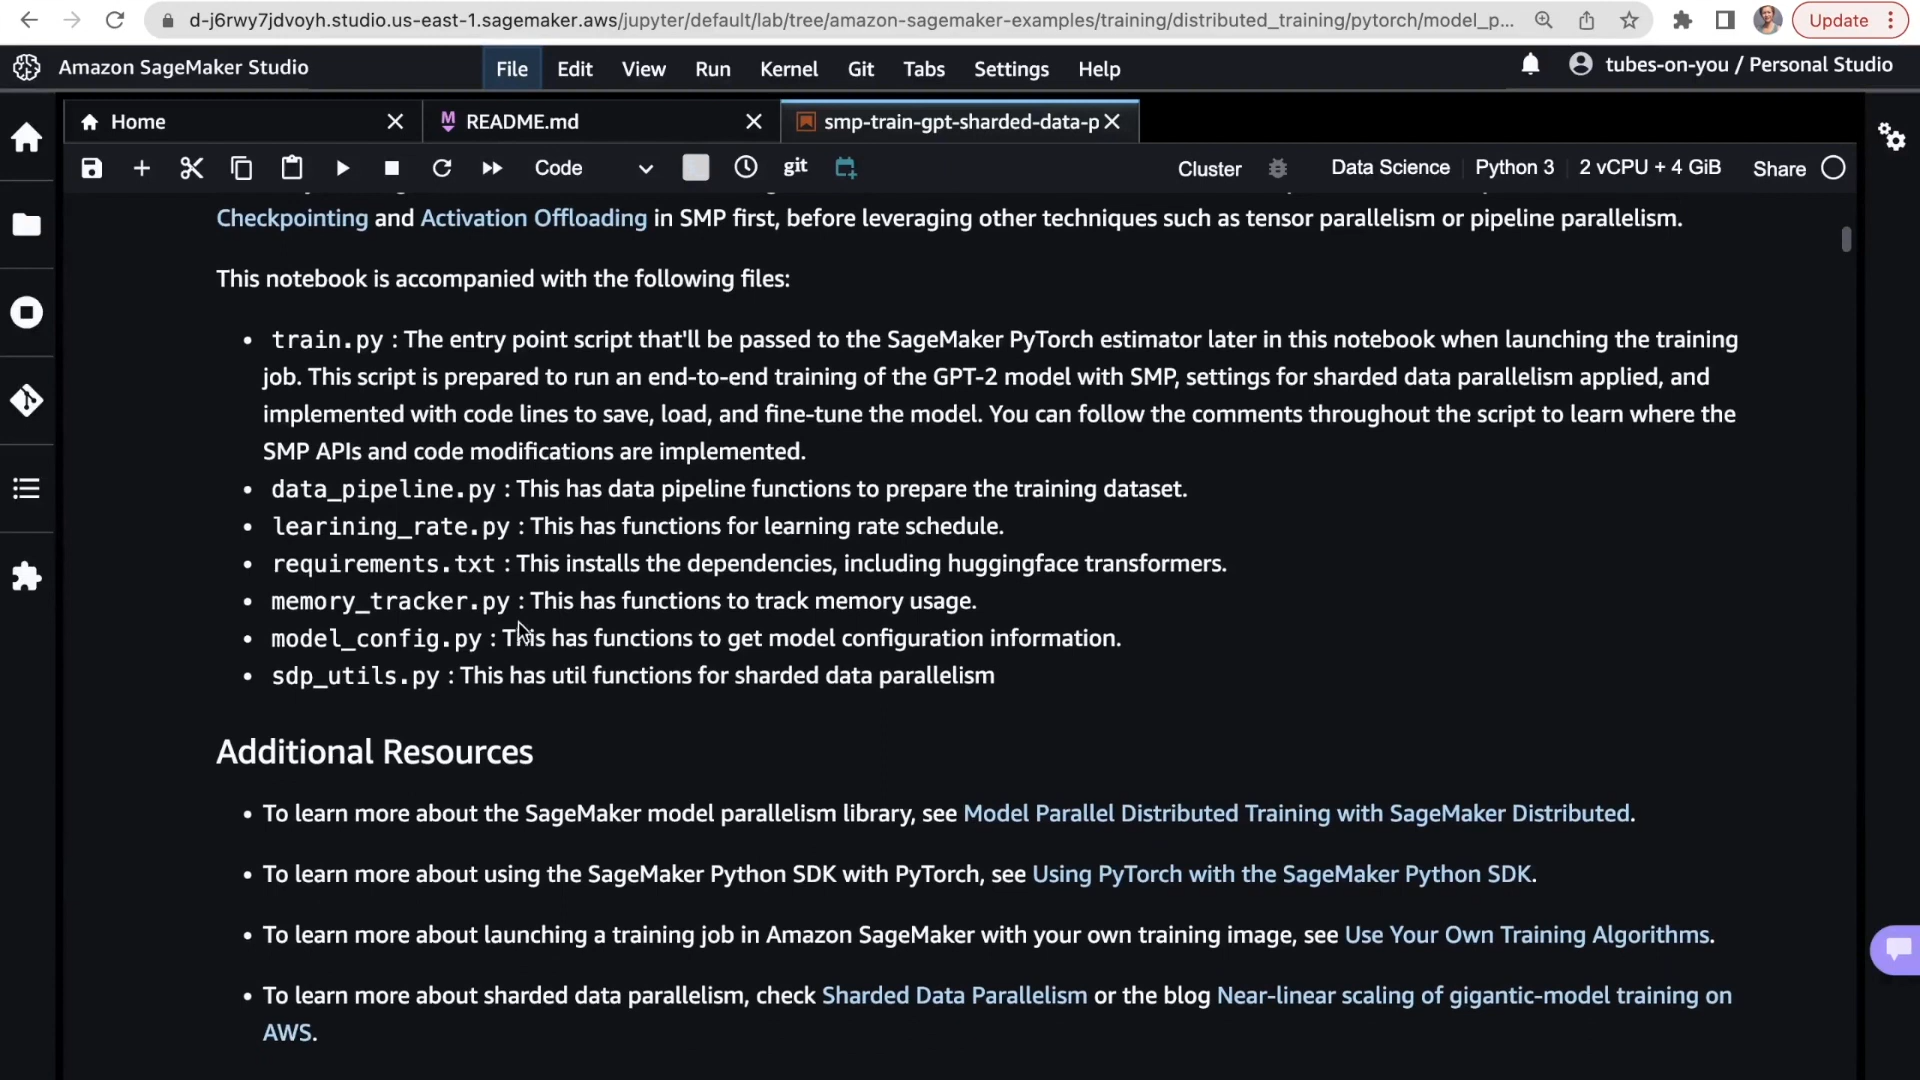 d-j6rwy7jdvoyh.studio.us-east-1.sagemaker.aws/jupyter/default/lab/tree/amazon-sagemaker-examples/training/distributed_training/pytorch/model_p...
Update
Amazon SageMaker Studio
File Edit View Run Kernel Git Tabs Settings Help
tubes-on-you / Personal Studio
Home
README.md
smp-train-gpt-sharded-data-p
Code
git
Cluster
Data Science
Python 3
2 vCPU + 4 GiB
Share
Checkpointing and Activation Offloading in SMP first, before leveraging other techniques such as tensor parallelism or pipeline parallelism.
This notebook is accompanied with the following files:
• train.py : The entry point script that'll be passed to the SageMaker PyTorch estimator later in this notebook when launching the training
job. This script is prepared to run an end-to-end training of the GPT-2 model with SMP, settings for sharded data parallelism applied, and
implemented with code lines to save, load, and fine-tune the model. You can follow the comments throughout the script to learn where the
SMP APIs and code modifications are implemented.
• data_pipeline.py : This has data pipeline functions to prepare the training dataset.
• learining_rate.py : This has functions for learning rate schedule.
• requirements.txt : This installs the dependencies, including huggingface transformers.
• memory_tracker.py : This has functions to track memory usage.
• model_config.py : This has functions to get model configuration information.
• sdp_utils.py : This has util functions for sharded data parallelism
Additional Resources
• To learn more about the SageMaker model parallelism library, see Model Parallel Distributed Training with SageMaker Distributed.
• To learn more about using the SageMaker Python SDK with PyTorch, see Using PyTorch with the SageMaker Python SDK.
• To learn more about launching a training job in Amazon SageMaker with your own training image, see Use Your Own Training Algorithms.
• To learn more about sharded data parallelism, check Sharded Data Parallelism or the blog Near-linear scaling of gigantic-model training on
AWS.